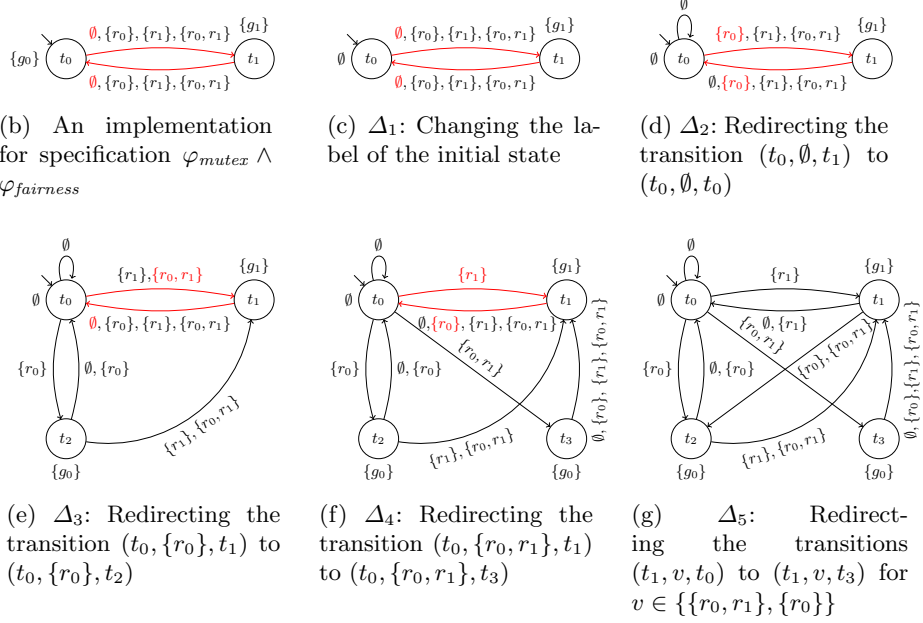 {g₀} t₀ ∅, {r₀}, {r₁}, {r₀, r₁} ∅, {r₀}, {r₁}, {r₀, r₁} {g₁} t₁
(b) An implementation
for specification φ_mutex ∧
φ_fairness
∅ t₀ ∅, {r₀}, {r₁}, {r₀, r₁} ∅, {r₀}, {r₁}, {r₀, r₁} {g₁} t₁
(c) Δ₁: Changing the la-
bel of the initial state
∅ ∅ t₀ {r₀}, {r₁}, {r₀, r₁} ∅, {r₀}, {r₁}, {r₀, r₁} {g₁} t₁
(d) Δ₂: Redirecting the
transition (t₀, ∅, t₁) to
(t₀, ∅, t₀)
∅
{g₁}
{r₁},{r₀, r₁}
∅ t₀ t₁
∅, {r₀}, {r₁}, {r₀, r₁}
{r₀} ∅, {r₀}
{r₁}, {r₀, r₁}
t₂
{g₀}
(e) Δ₃: Redirecting the
transition (t₀, {r₀}, t₁) to
(t₀, {r₀}, t₂)
∅
{g₁}
{r₁}
∅ t₀ t₁
∅, {r₀}, {r₁}, {r₀, r₁}
{r₀, r₁}
{r₀} ∅, {r₀}
∅, {r₀}, {r₁}, {r₀, r₁}
{r₁}, {r₀, r₁}
t₂ t₃
{g₀} {g₀}
(f) Δ₄: Redirecting the
transition (t₀, {r₀, r₁}, t₁)
to (t₀, {r₀, r₁}, t₃)
∅
{g₁}
{r₁}
∅ t₀ t₁
∅, {r₁}
{r₀, r₁}
{r₀}, {r₀, r₁}
{r₀} ∅, {r₀}
∅, {r₀},{r₁}, {r₀, r₁}
{r₁}, {r₀, r₁}
t₂ t₃
{g₀} {g₀}
(g) Δ₅: Redirect-
ing the transitions
(t₁, v, t₀) to (t₁, v, t₃) for
v ∈ {{r₀, r₁}, {r₀}}